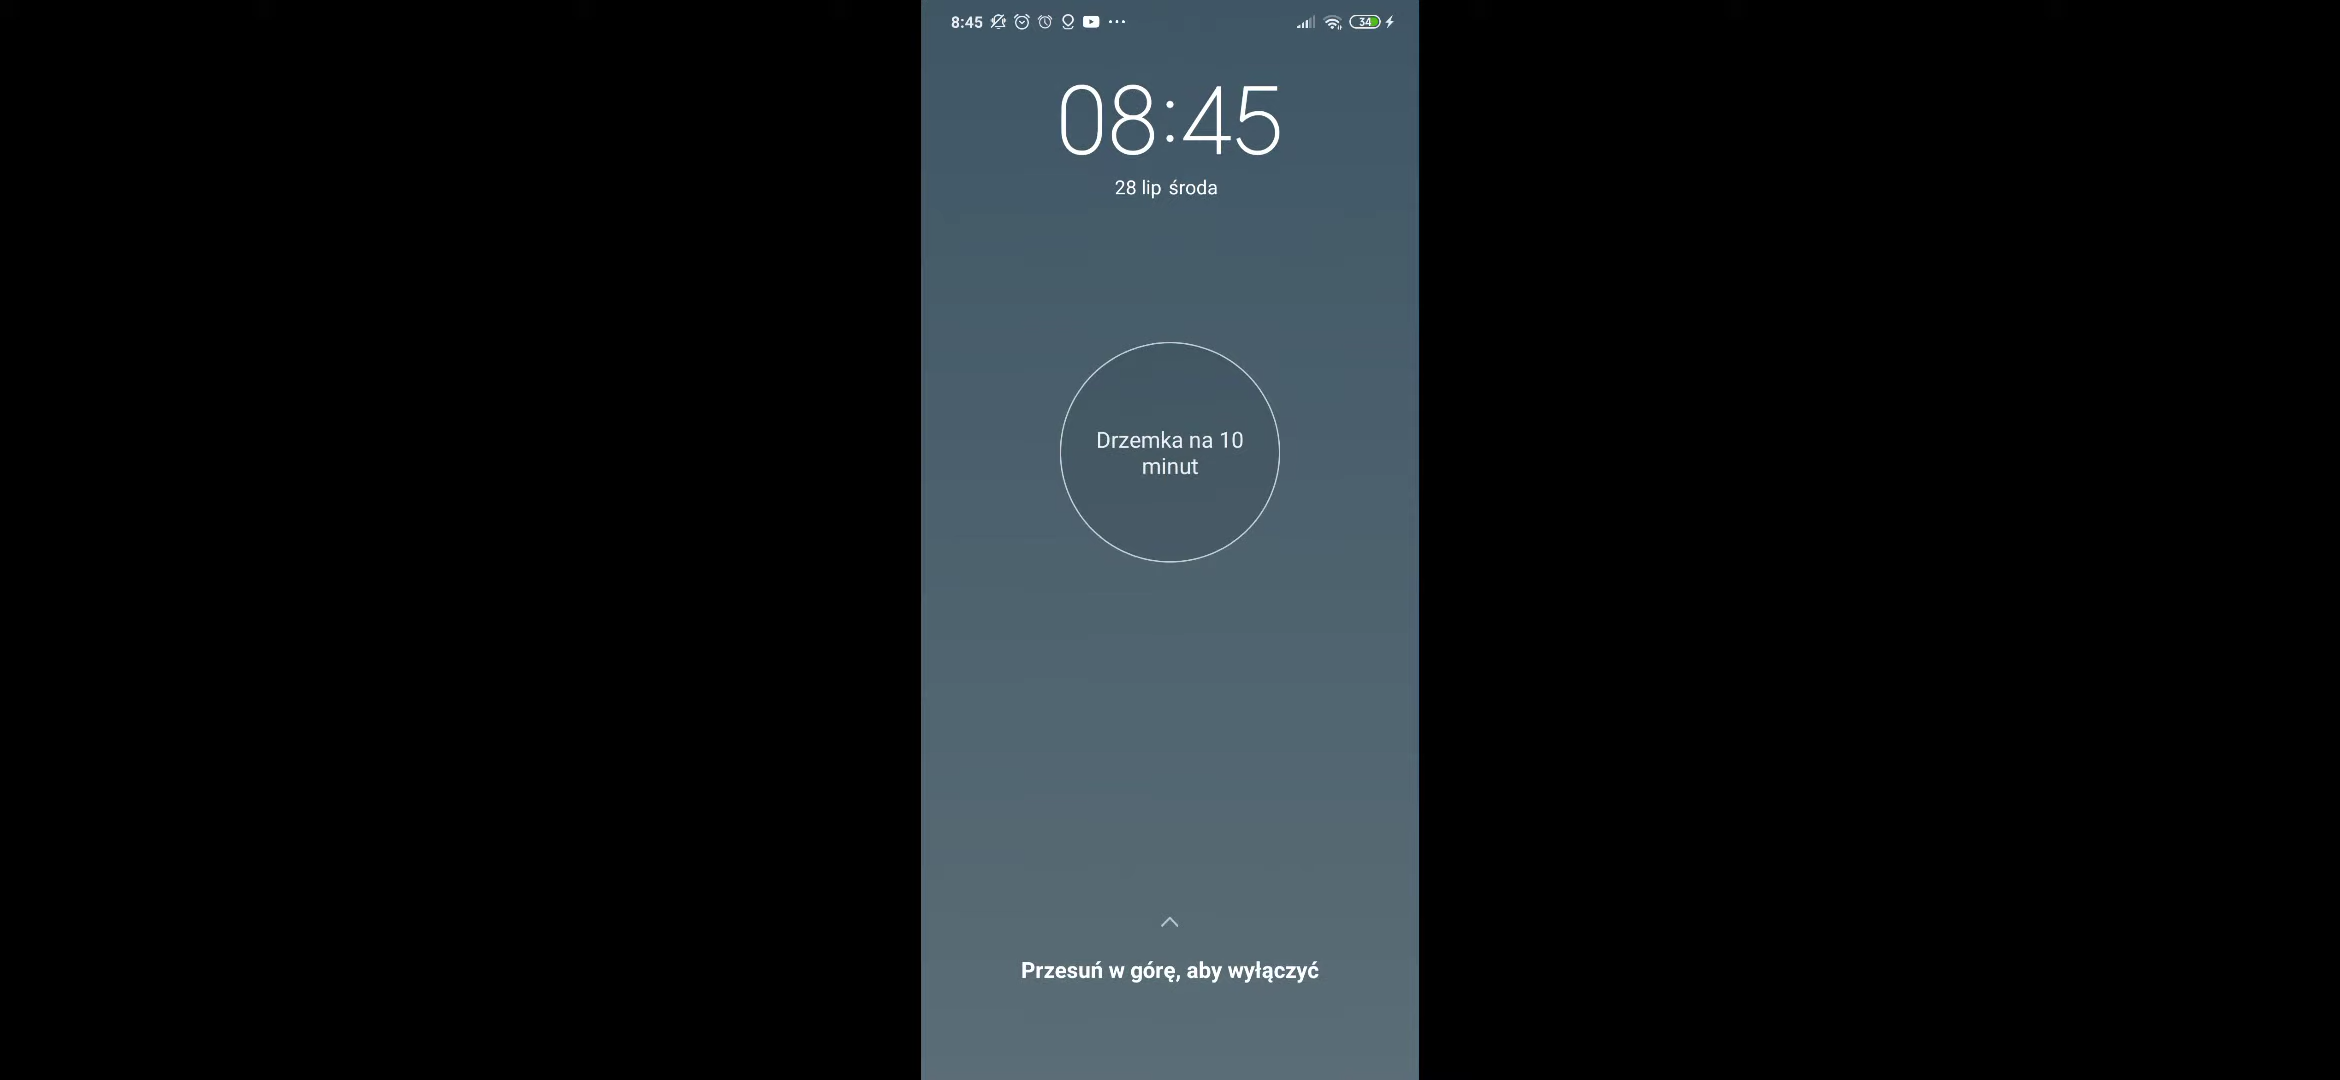 8:45
34
08:45
28 lip środa
Drzemka na 10
minut
Przesuń w górę, aby wyłączyć